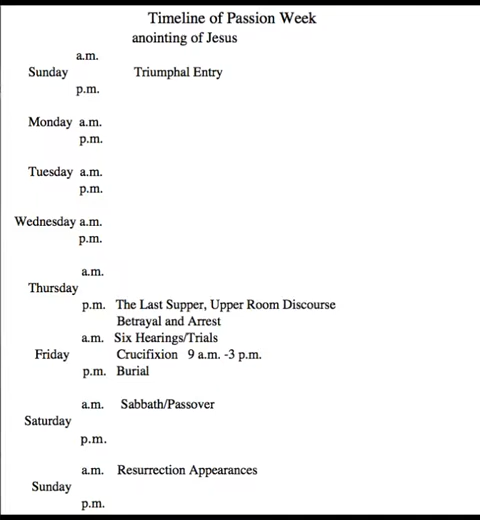 Timeline of Passion Week
anointing of Jesus
a.m.
Sunday Triumphal Entry
p.m.
Monday a.m.
p.m.
Tuesday a.m.
p.m.
Wednesday a.m.
p.m.
a.m.
Thursday
p.m. The Last Supper, Upper Room Discourse
Betrayal and Arrest
a.m. Six Hearings/Trials
Friday Crucifixion 9 a.m. -3 p.m.
p.m. Burial
a.m. Sabbath/Passover
Saturday
p.m.
a.m. Resurrection Appearances
Sunday
p.m.